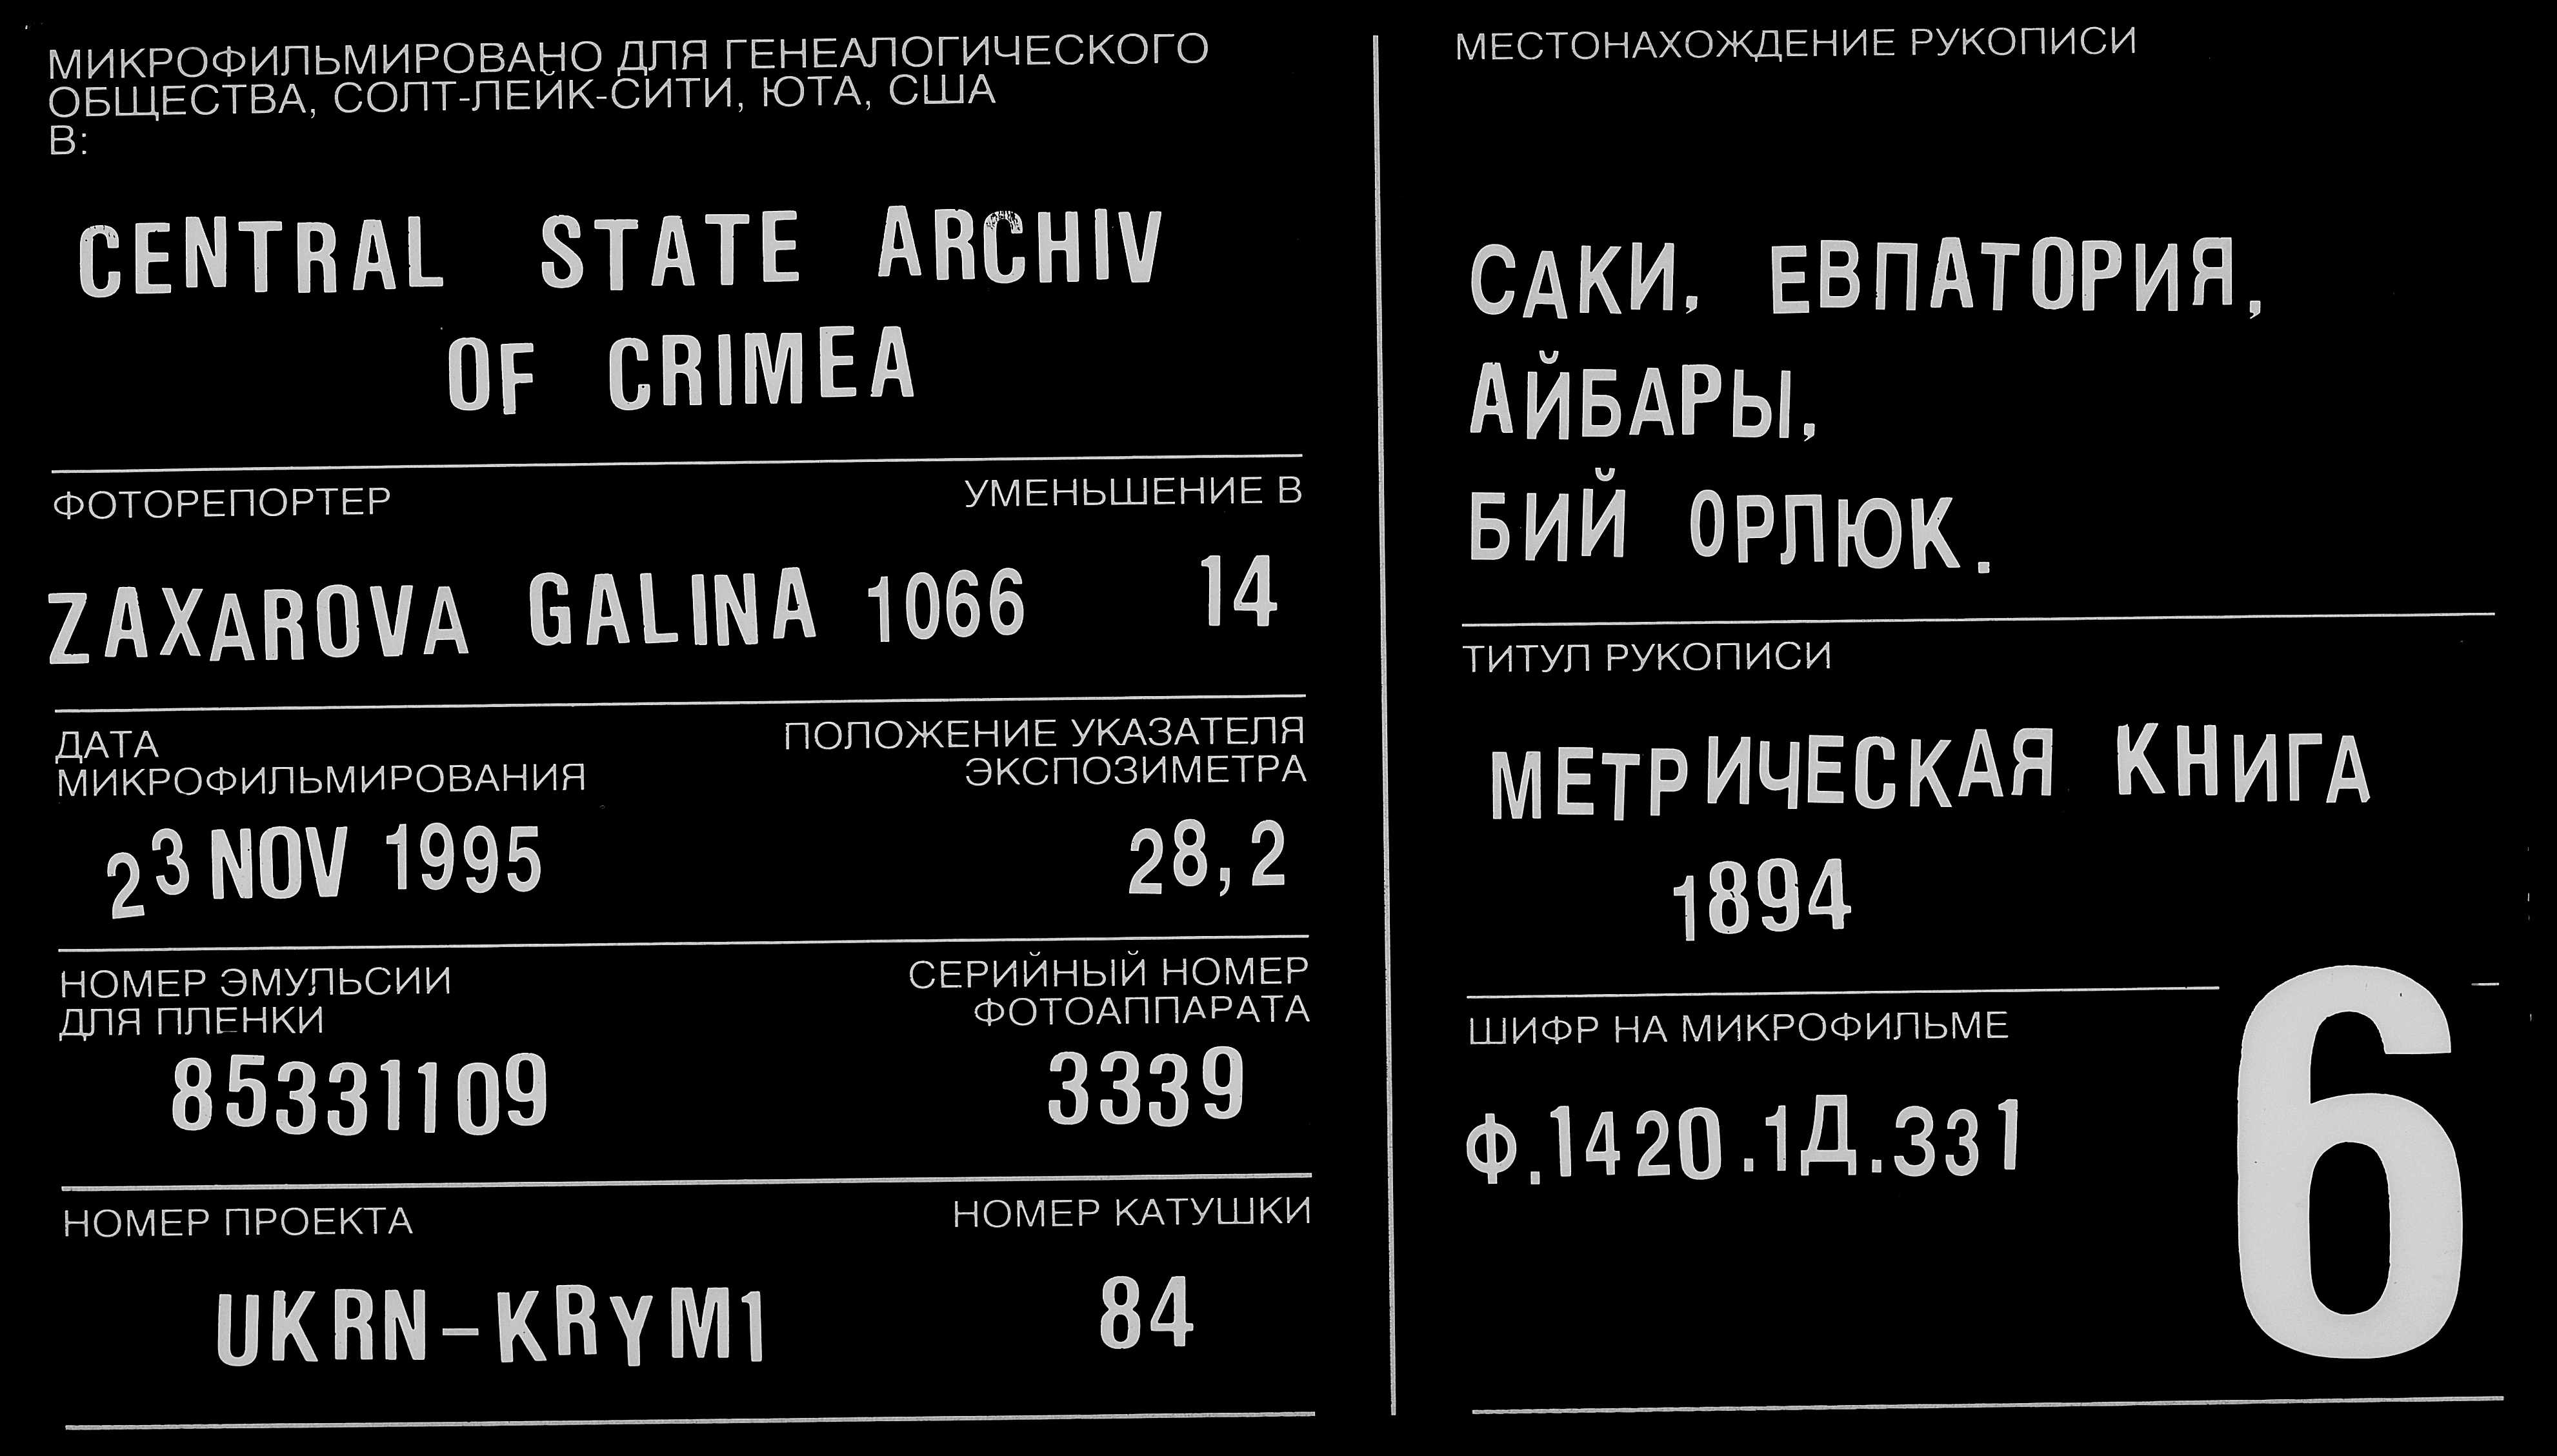 МИКРОФИЛЬМИРОВАНО ДЛЯ ГЕНЕАЛОГИЧЕСКОГО
ОБЩЕСТВА, СОЛТ-ЛЕЙК-СИТИ, ЮТА, США
В:
CENTRAL STATE ARCHIV
OF CRIMEA
ФОТОРЕПОРТЕР
УМЕНЬШЕНИЕ В
ZAXAROVA GALINA 1066
14
ДАТА
МИКРОФИЛЬМИРОВАНИЯ
ПОЛОЖЕНИЕ УКАЗАТЕЛЯ
ЭКСПОЗИМЕТРА
23 NOV 1995
28,2
НОМЕР ЭМУЛЬСИИ
ДЛЯ ПЛЕНКИ
СЕРИЙНЫЙ НОМЕР
ФОТОАППАРАТА
85331109
3339
НОМЕР ПРОЕКТА
НОМЕР КАТУШКИ
UKRN-KRYM1
84
МЕСТОНАХОЖДЕНИЕ РУКОПИСИ
САКИ, ЕВПАТОРИЯ,
АЙБАРЫ,
БИЙ ОРЛЮК.
ТИТУЛ РУКОПИСИ
МЕТРИЧЕСКАЯ КНИГА
1894
ШИФР НА МИКРОФИЛЬМЕ
Ф.1420.1Д.331
6